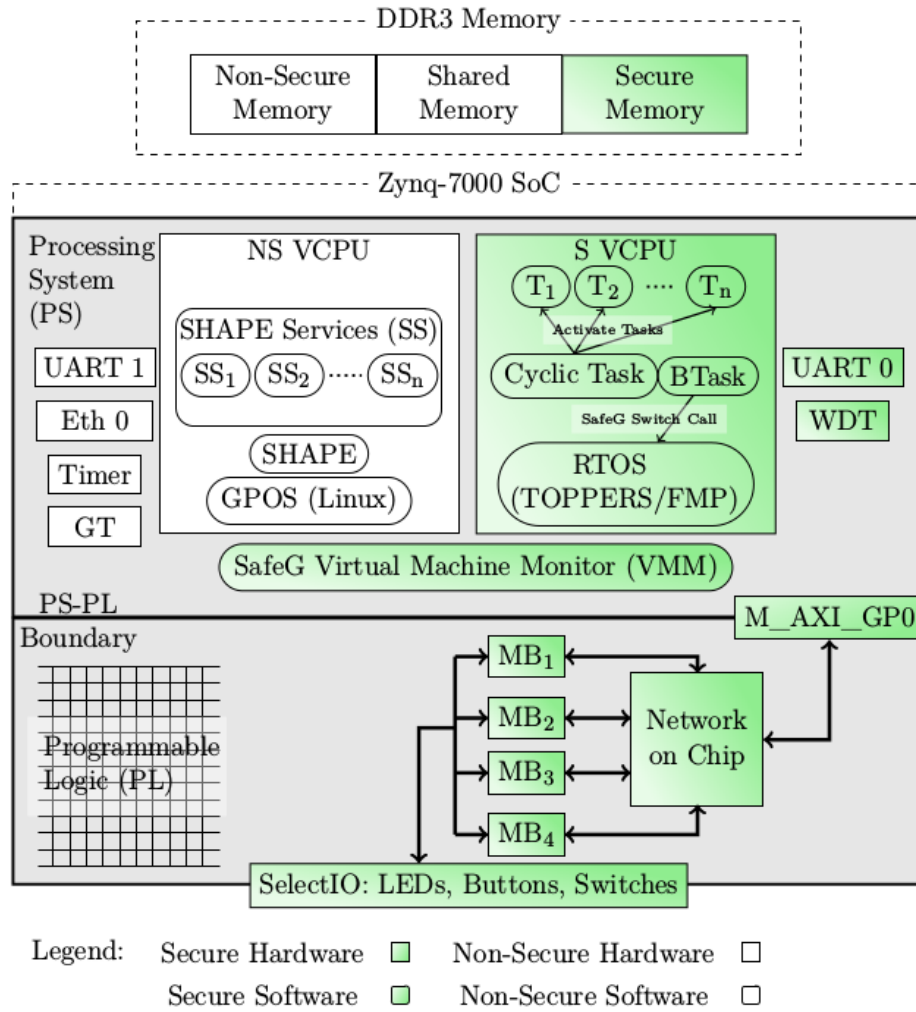 DDR3 Memory
Non-Secure
Memory
Shared
Memory
Secure
Memory
Zynq-7000 SoC
Processing
System
(PS)
UART 1
Eth 0
Timer
GT
NS VCPU
SHAPE Services (SS)
SS1 SS2 ..... SSn
SHAPE
GPOS (Linux)
S VCPU
T1 T2 .... Tn
Activate Tasks
Cyclic Task BTask
SafeG Switch Call
RTOS
(TOPPERS/FMP)
UART 0
WDT
SafeG Virtual Machine Monitor (VMM)
PS-PL
Boundary
M_AXI_GP0
Programmable
Logic (PL)
MB1
MB2
MB3
MB4
Network
on Chip
SelectIO: LEDs, Buttons, Switches
Legend: Secure Hardware Non-Secure Hardware
Secure Software Non-Secure Software